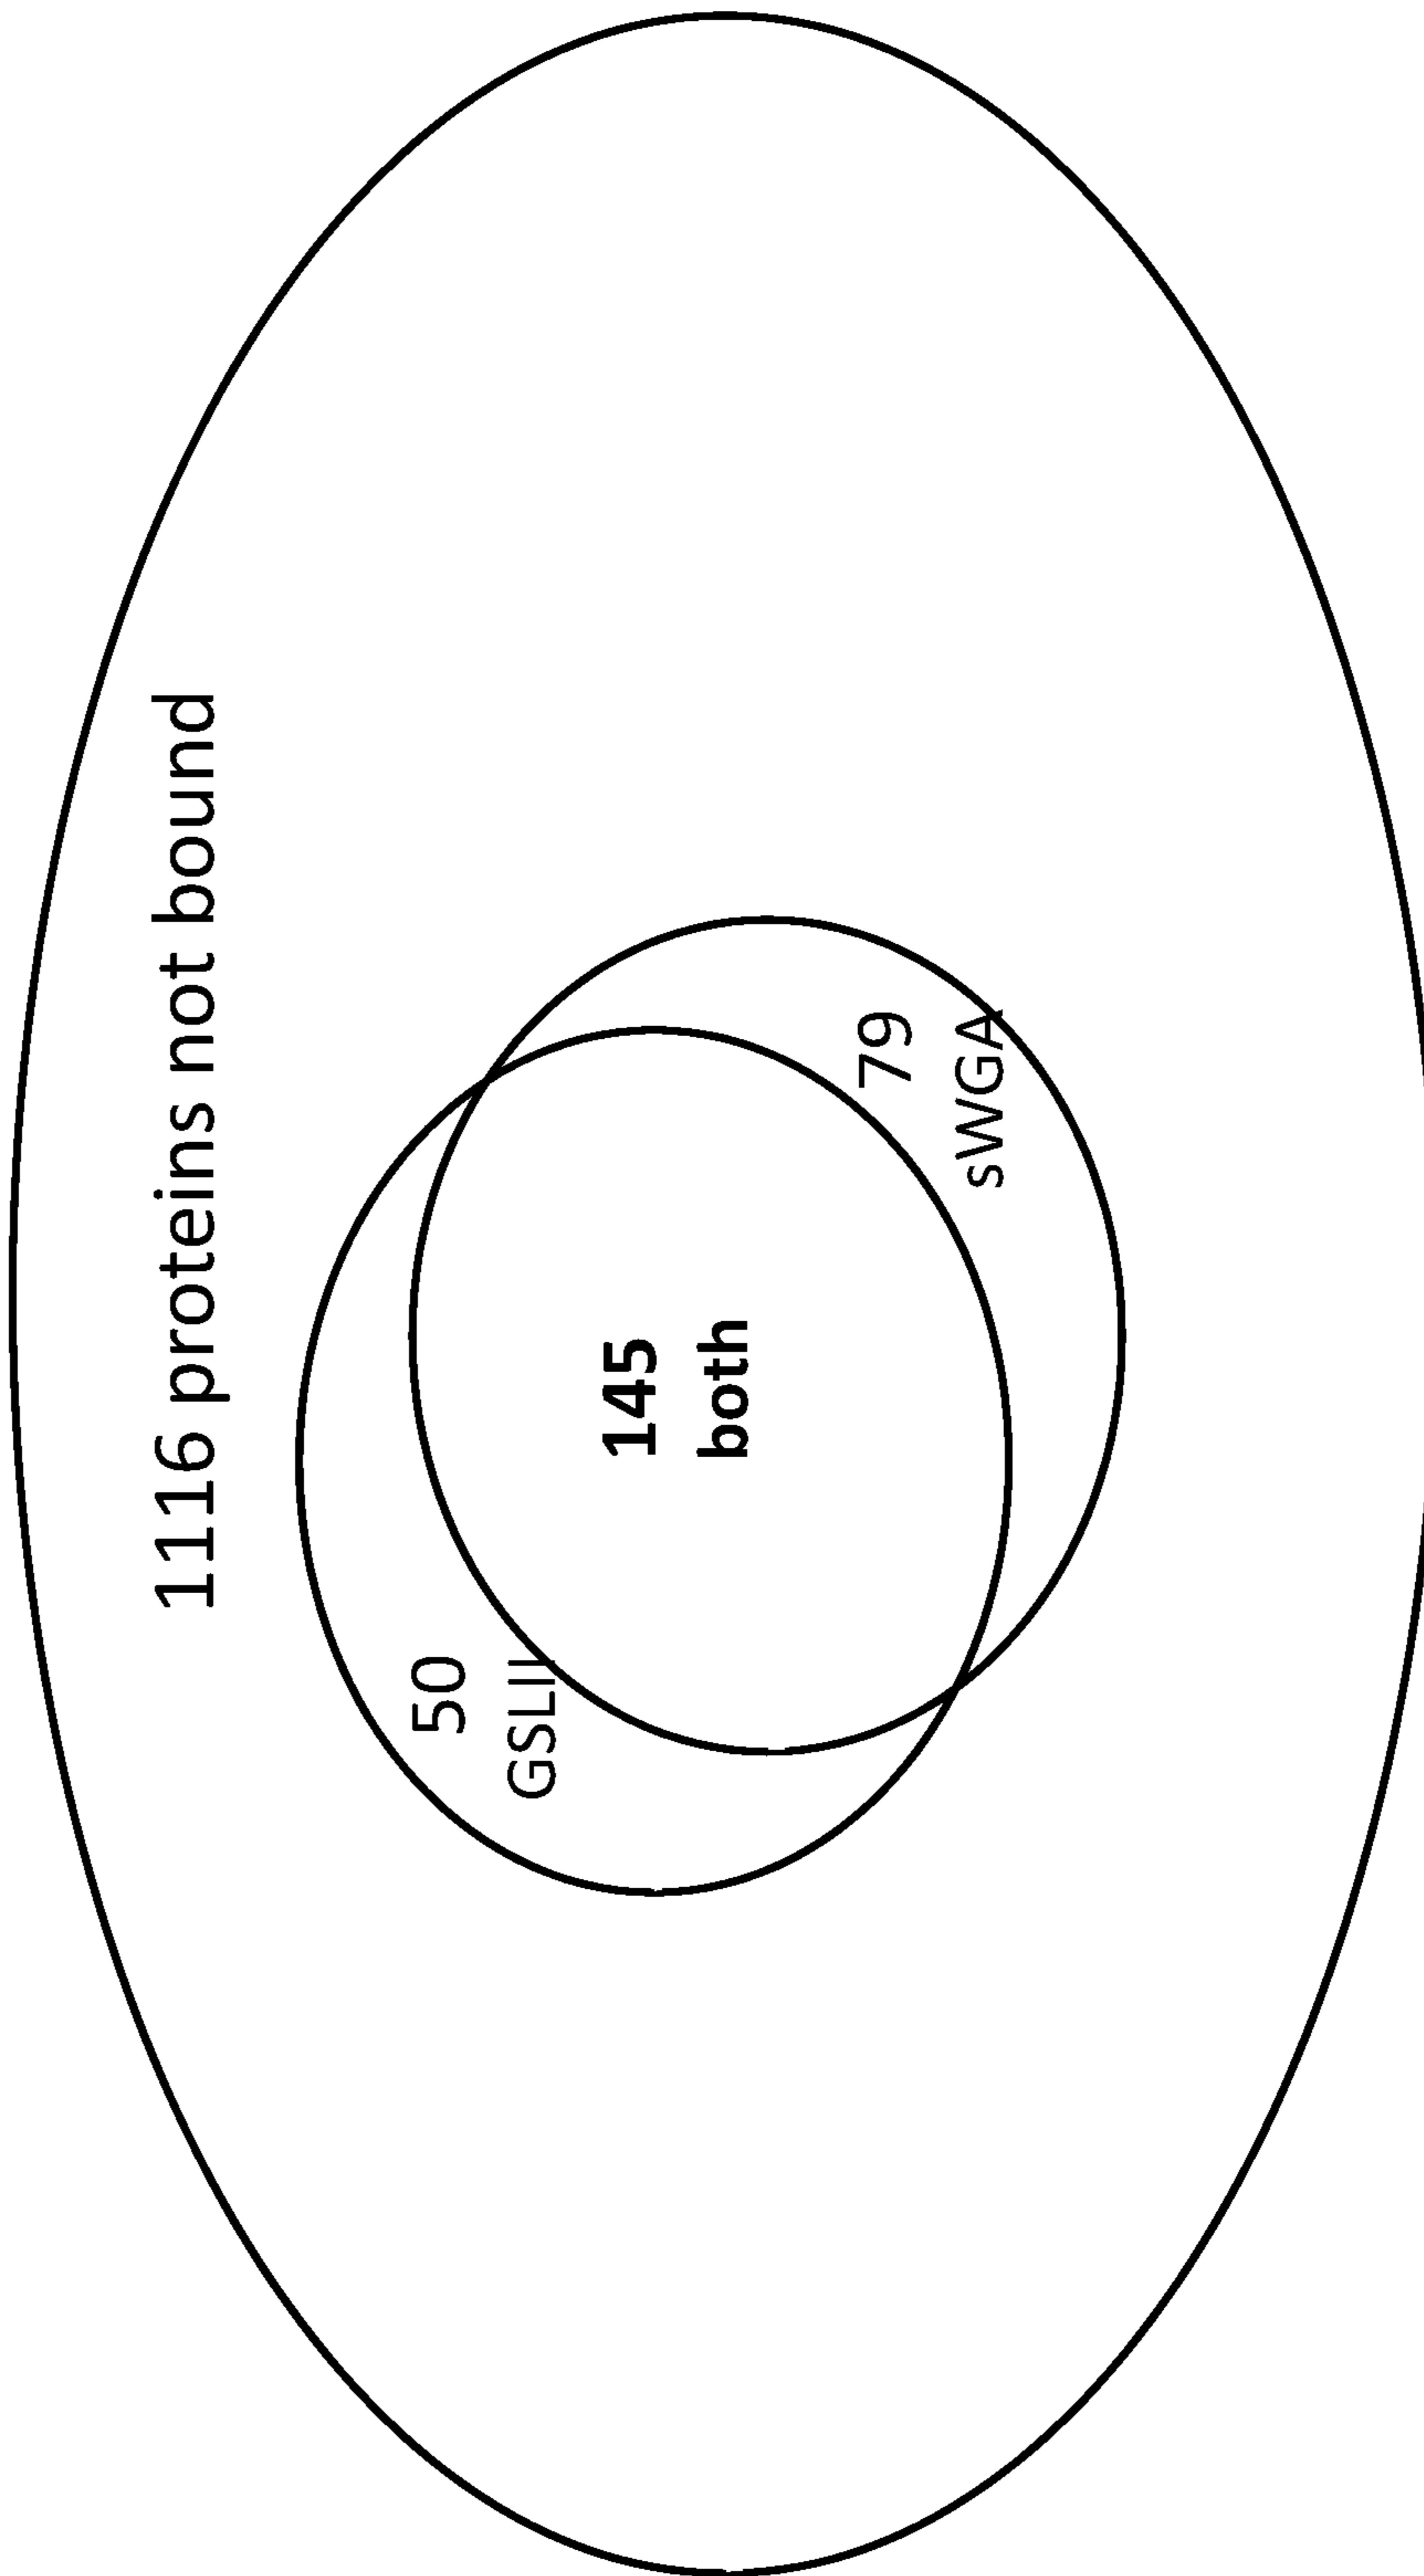 1116 proteins not bound
50
GSLII
145
both
79
sWGA